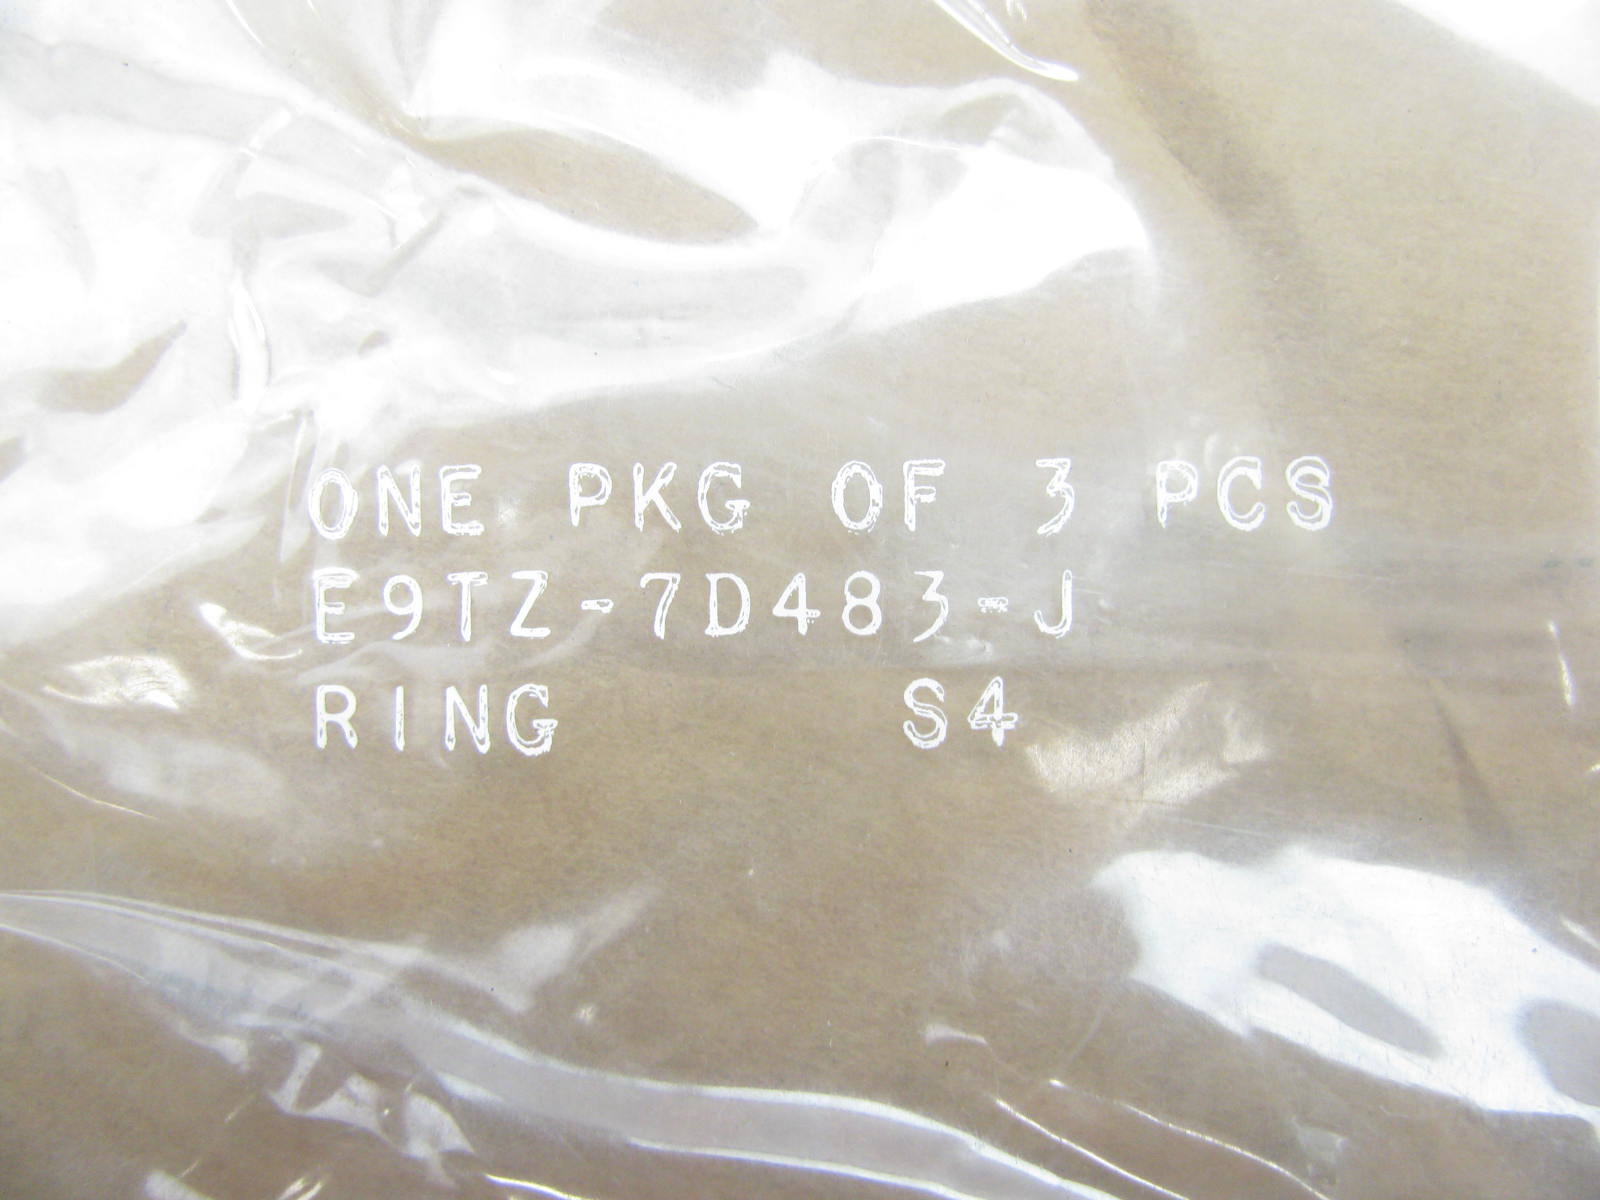 ONE PKG OF 3 PCS
E9TZ-7D483-J
RING S4